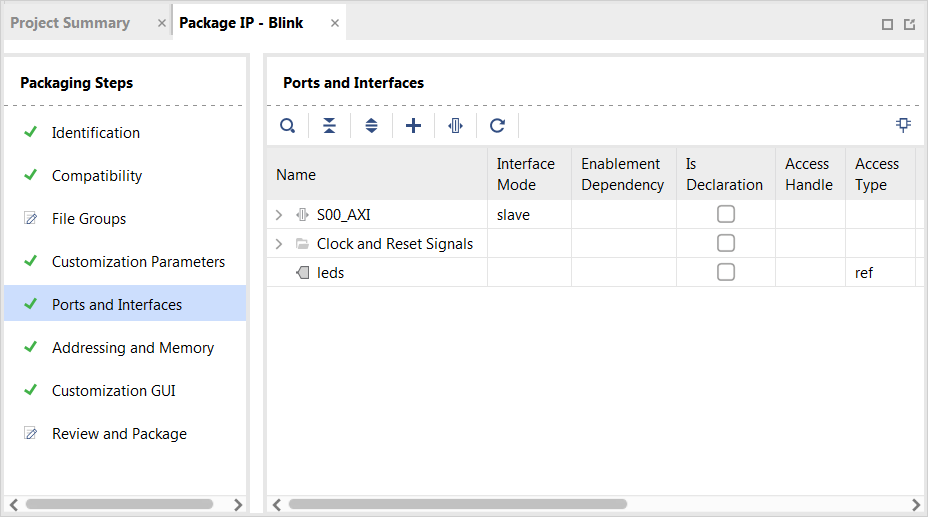 Project Summary
Package IP - Blink
Packaging Steps
Identification
Compatibility
File Groups
Customization Parameters
Ports and Interfaces
Addressing and Memory
Customization GUI
Review and Package
Ports and Interfaces
Name
Interface
Mode
Enablement
Dependency
Is
Declaration
Access
Handle
Access
Type
S00_AXI
slave
Clock and Reset Signals
leds
ref